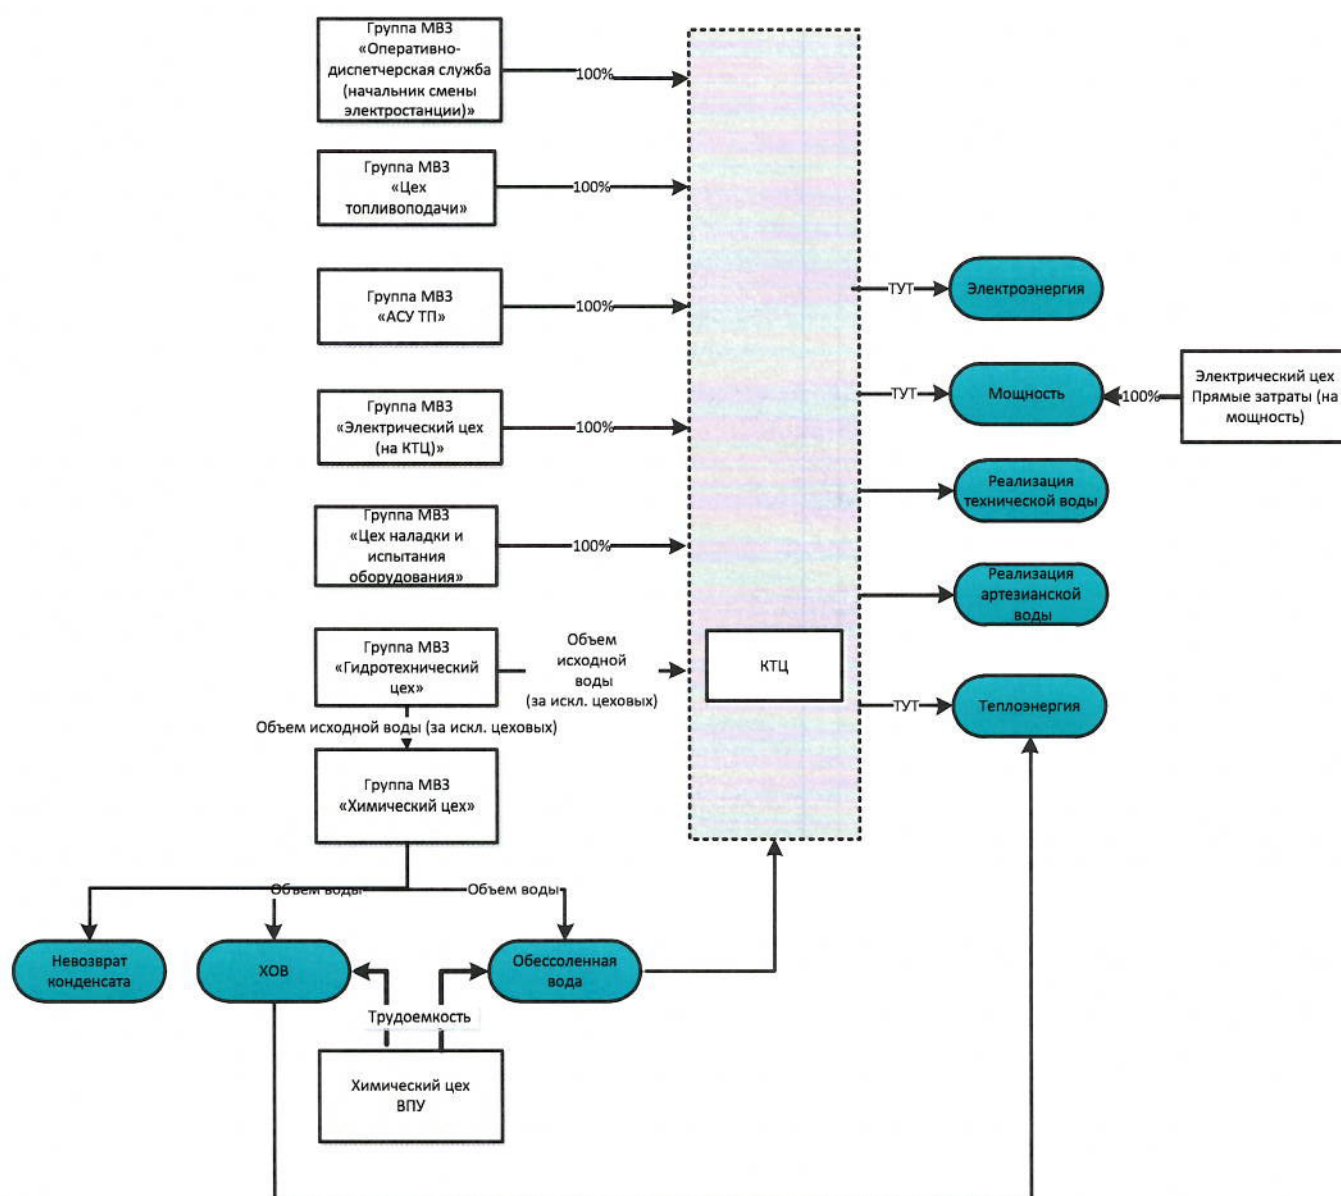 Группа МВЗ
«Оперативно-
диспетчерская служба
(начальник смены
электростанции)»
100%
Группа МВЗ
«Цех
топливоподачи»
100%
Группа МВЗ
«АСУ ТП»
100%
Группа МВЗ
«Электрический цех
(на КТЦ)»
100%
Группа МВЗ
«Цех наладки и
испытания
оборудования»
100%
Группа МВЗ
«Гидротехнический
цех»
Объем
исходной
воды
(за искл. цеховых)
КТЦ
ТУТ
Электроэнергия
ТУТ
Мощность
100%
Электрический цех
Прямые затраты (на
мощность)
Реализация
технической воды
Реализация
артезианской
воды
ТУТ
Теплоэнергия
Объем исходной воды (за искл. цеховых)
Группа МВЗ
«Химический цех»
Объем воды
Объем воды
Невозврат
конденсата
ХОВ
Обессоленная
вода
Трудоемкость
Химический цех
ВПУ